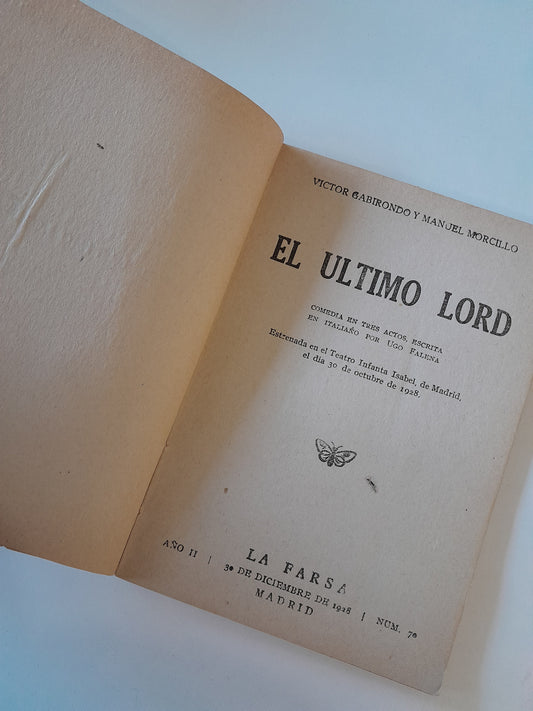 VICTOR GABIRONDO Y MANUEL MORCILLO
EL ULTIMO LORD
COMEDIA EN TRES ACTOS, ESCRITA
EN ITALIAÑO POR UGO FALENA
Estrenada en el Teatro Infanta Isabel, de Madrid,
el día 30 de octubre de 1928.
LA FARSA
AÑO II | 30 DE DICIEMBRE DE 1928 | NUM. 70
MADRID